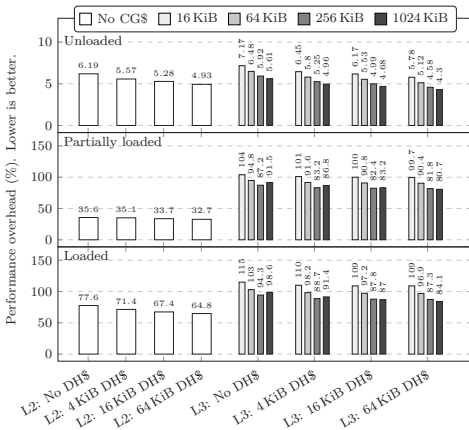 No CG$ 16 KiB 64 KiB 256 KiB 1024 KiB
Performance overhead (%). Lower is better.
Unloaded
10
5
0
6.19 5.57 5.28 4.93
7.17 6.48 5.92 5.61
6.45 5.8 5.25 4.96
6.17 5.53 4.99 4.68
5.78 5.12 4.58 4.3
Partially loaded
150
100
50
0
35.6 35.1 33.7 32.7
104 94.8 87.2 91.5
101 91.6 83.2 86.8
100 90.8 82.4 83.2
99.7 90.4 81.8 80.7
Loaded
150
100
50
0
77.6 71.4 67.4 64.8
115 103 94.3 98.6
110 98.2 88.7 91.4
109 97.2 87.8 87
109 96.9 87.3 84.1
L2: No DH$
L2: 4 KiB DH$
L2: 16 KiB DH$
L2: 64 KiB DH$
L3: No DH$
L3: 4 KiB DH$
L3: 16 KiB DH$
L3: 64 KiB DH$